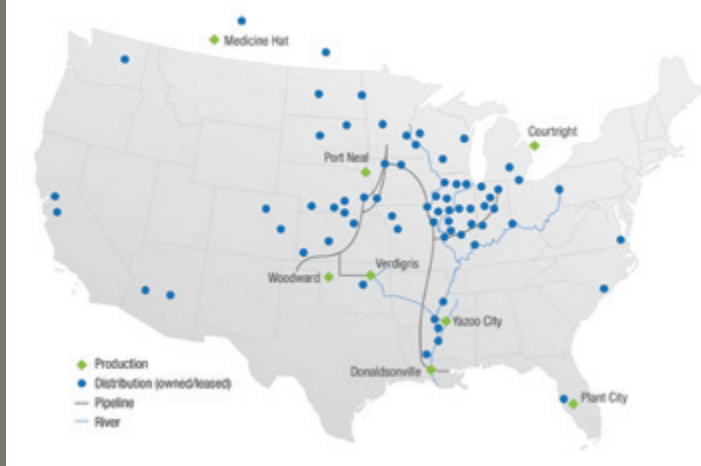 Medicine Hat
Courtright
Port Neal
Verdigris
Woodward
Yazoo City
Donaldsonville
Plant City
Production
Distribution (owned/leased)
Pipeline
River